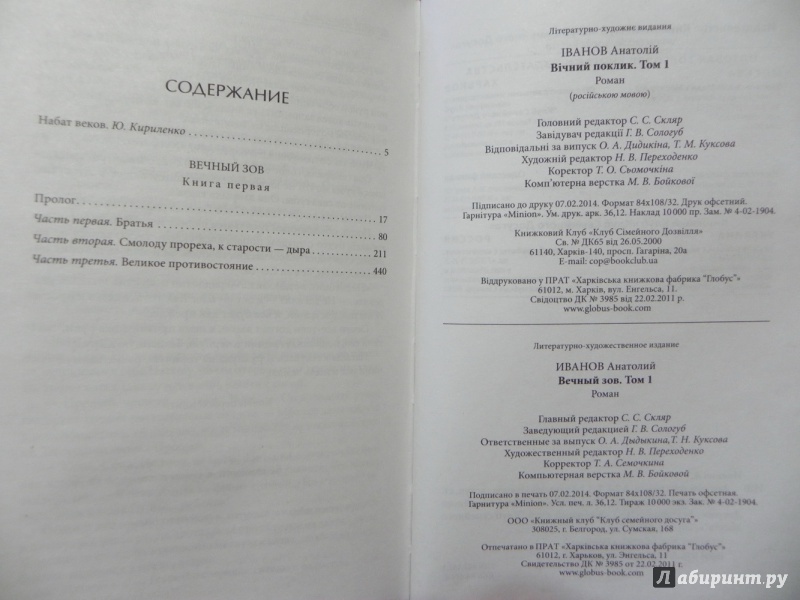 СОДЕРЖАНИЕ
Набат веков. Ю. Кириленко 5
ВЕЧНЫЙ ЗОВ
Книга первая
Пролог. 17
Часть первая. Братья 80
Часть вторая. Смолоду прореха, к старости — дыра 211
Часть третья. Великое противостояние 440
Літературно-художнє видання
ІВАНОВ Анатолій
Вічний поклик. Том 1
Роман
(російською мовою)
Головний редактор С. С. Скляр
Завідувач редакції Г. В. Сологуб
Відповідальні за випуск О. А. Дидикіна, Т. М. Куксова
Художній редактор Н. В. Переходенко
Коректор Т. О. Сьомочкіна
Комп'ютерна верстка М. В. Бойкової
Підписано до друку 07.02.2014. Формат 84x108/32. Друк офсетний.
Гарнітура «Minion». Ум. друк. арк. 36,12. Наклад 10 000 пр. Зам. № 4-02-1904.
Книжковий Клуб «Клуб Сімейного Дозвілля»
Св. № ДК65 від 26.05.2000
61140, Харків-140, просп. Гагаріна, 20а
E-mail: cop@bookclub.ua
Віддруковано у ПРАТ «Харківська книжкова фабрика "Глобус"»
61012, м. Харків, вул. Енгельса, 11.
Свідоцтво ДК № 3985 від 22.02.2011 р.
www.globus-book.com
Литературно-художественное издание
ИВАНОВ Анатолий
Вечный зов. Том 1
Роман
Главный редактор С. С. Скляр
Заведующий редакцией Г. В. Сологуб
Ответственные за выпуск О. А. Дыдыкина, Т. Н. Куксова
Художественный редактор Н. В. Переходенко
Корректор Т. А. Семочкина
Компьютерная верстка М. В. Бойковой
Подписано в печать 07.02.2014. Формат 84x108/32. Печать офсетная.
Гарнитура «Minion». Усл. печ. л. 36,12. Тираж 10 000 экз. Зак. № 4-02-1904.
ООО «Книжный клуб "Клуб семейного досуга"»
308025, г. Белгород, ул. Сумская, 168
Отпечатано в ПРАТ «Харківська книжкова фабрика "Глобус"»
61012, г. Харьков, ул. Энгельса, 11
Свидетельство ДК № 3985 от 22.02.2011 г.
www.globus-book.com
Лабиринт.ру